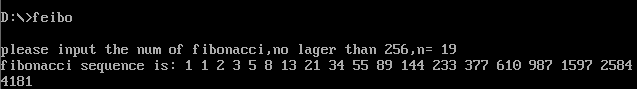 D:\>feibo
please input the num of fibonacci,no lager than 256,n= 19
fibonacci sequence is: 1 1 2 3 5 8 13 21 34 55 89 144 233 377 610 987 1597 2584
4181